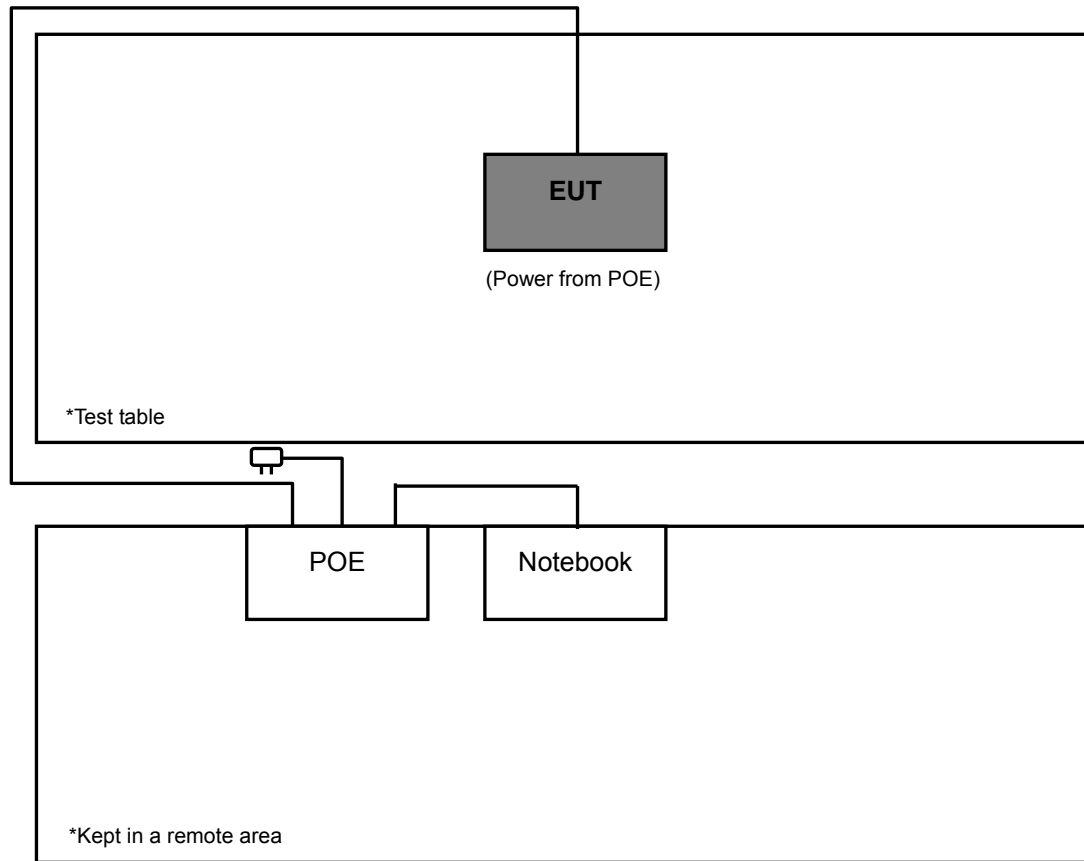 EUT
(Power from POE)
*Test table
POE
Notebook
*Kept in a remote area